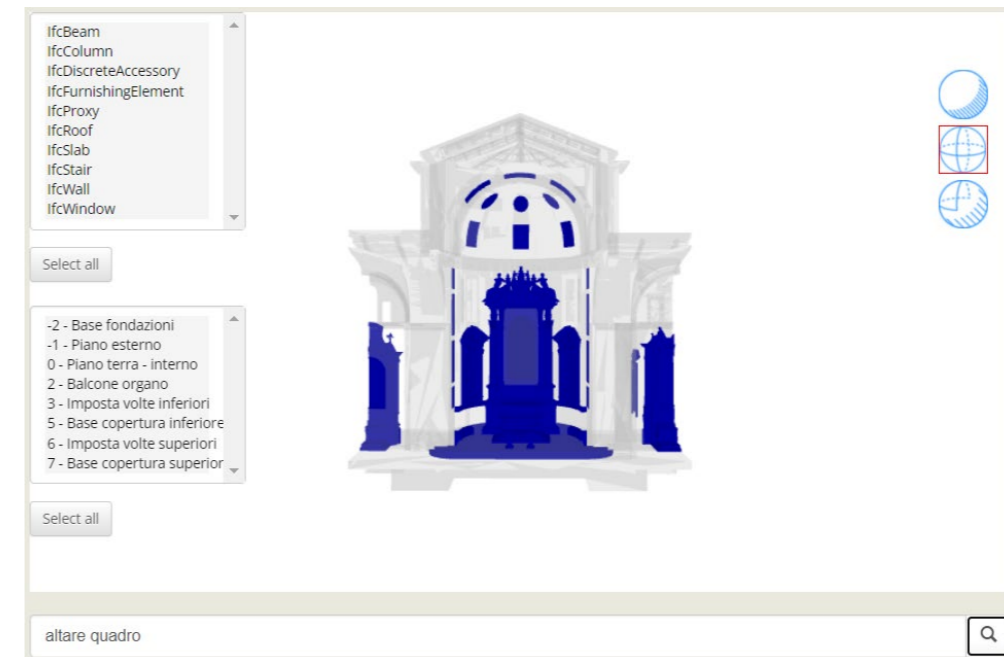 IfcBeam
IfcColumn
IfcDiscreteAccessory
IfcFurnishingElement
IfcProxy
IfcRoof
IfcSlab
IfcStair
IfcWall
IfcWindow
Select all
-2 - Base fondazioni
-1 - Piano esterno
0 - Piano terra - interno
2 - Balcone organo
3 - Imposta volte inferiori
5 - Base copertura inferiore
6 - Imposta volte superiori
7 - Base copertura superior
Select all
altare quadro